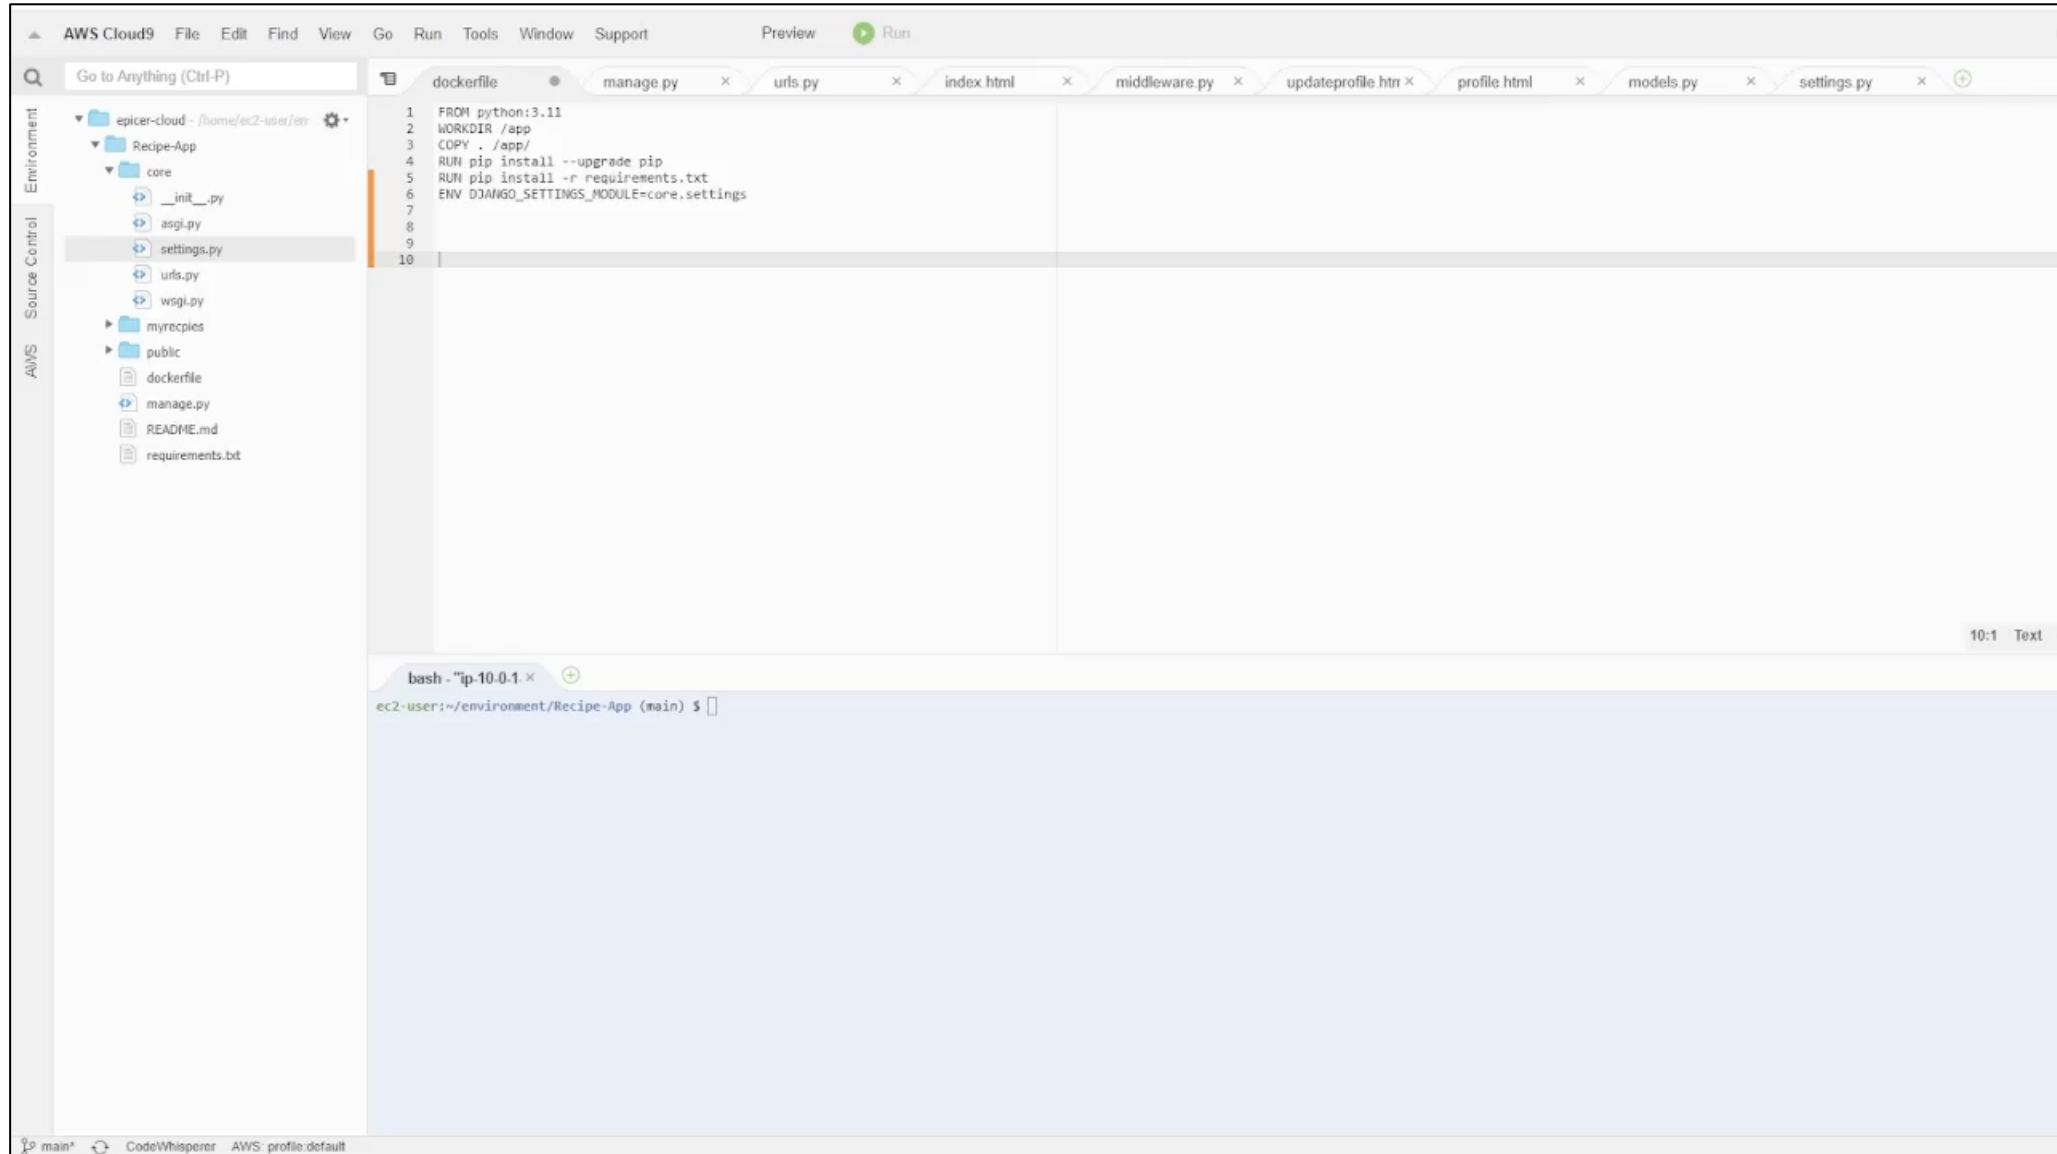 AWS Cloud9 File Edit Find View Go Run Tools Window Support Preview Run
Go to Anything (Ctrl-P)
dockerfile manage.py urls.py index.html middleware.py updateprofile.htm profile.html models.py settings.py
Environment
Source Control
AWS
epicer-cloud - /home/ec2-user/en
Recipe-App
core
__init__.py
asgi.py
settings.py
urls.py
wsgi.py
myrecpies
public
dockerfile
manage.py
README.md
requirements.txt
1 FROM python:3.11
2 WORKDIR /app
3 COPY . /app/
4 RUN pip install --upgrade pip
5 RUN pip install -r requirements.txt
6 ENV DJANGO_SETTINGS_MODULE=core.settings
7
8
9
10
10:1 Text
bash - "ip-10-0-1-
ec2-user:~/environment/Recipe-App (main) $
main* CodeWhisperer AWS: profile:default